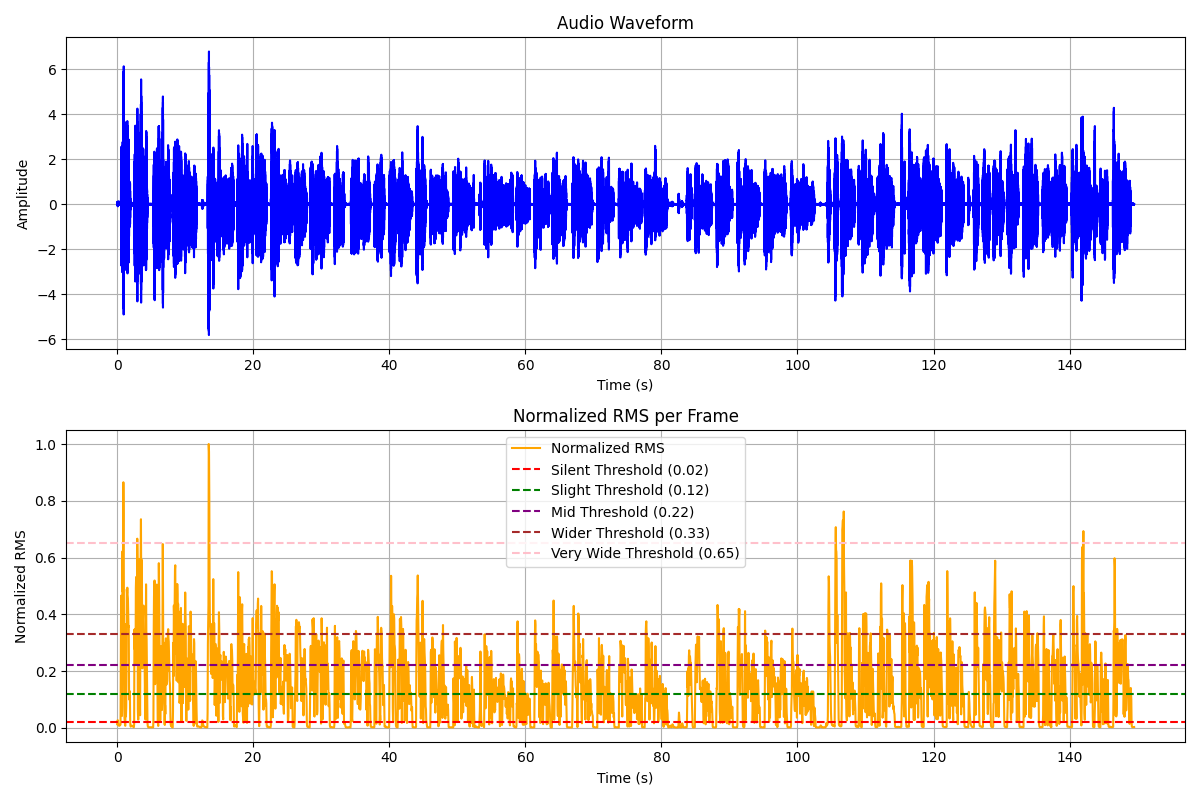 Audio Waveform
6
4
2
0
−2
−4
−6
Amplitude
0 20 40 60 80 100 120 140
Time (s)
Normalized RMS per Frame
1.0
0.8
0.6
0.4
0.2
0.0
Normalized RMS
Normalized RMS
Silent Threshold (0.02)
Slight Threshold (0.12)
Mid Threshold (0.22)
Wider Threshold (0.33)
Very Wide Threshold (0.65)
0 20 40 60 80 100 120 140
Time (s)